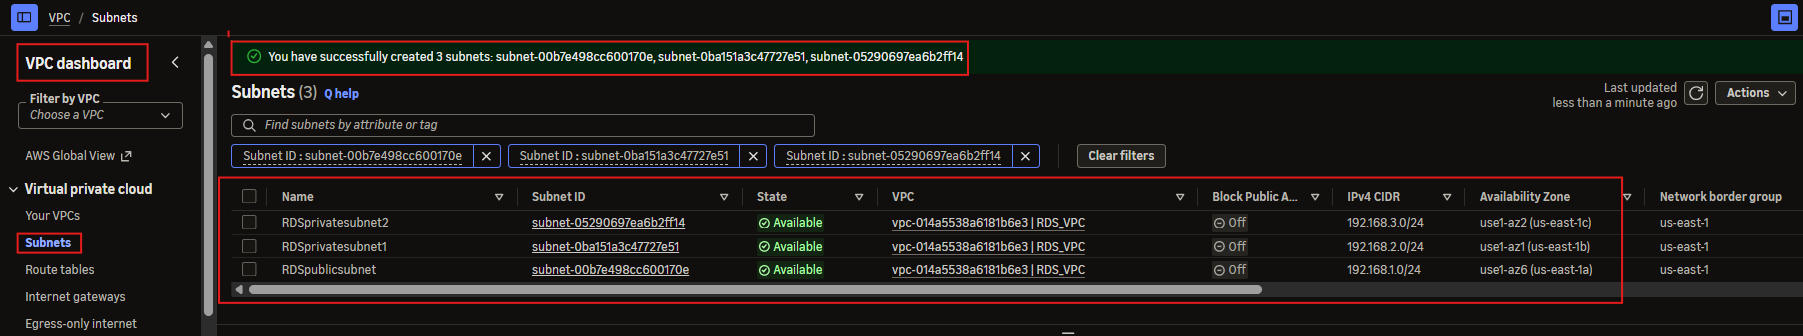 VPC / Subnets
VPC dashboard
Filter by VPC
Choose a VPC
AWS Global View
Virtual private cloud
Your VPCs
Subnets
Route tables
Internet gateways
Egress-only internet
You have successfully created 3 subnets: subnet-00b7e498cc600170e, subnet-0ba151a3c47727e51, subnet-05290697ea6b2ff14
Subnets (3) Q help
Last updated
less than a minute ago
Actions
Find subnets by attribute or tag
Subnet ID : subnet-00b7e498cc600170e Subnet ID : subnet-0ba151a3c47727e51 Subnet ID : subnet-05290697ea6b2ff14 Clear filters
Name Subnet ID State VPC Block Public A... IPv4 CIDR Availability Zone Network border group
RDSprivatesubnet2 subnet-05290697ea6b2ff14 Available vpc-014a5538a6181b6e3 | RDS_VPC Off 192.168.3.0/24 use1-az2 (us-east-1c) us-east-1
RDSprivatesubnet1 subnet-0ba151a3c47727e51 Available vpc-014a5538a6181b6e3 | RDS_VPC Off 192.168.2.0/24 use1-az1 (us-east-1b) us-east-1
RDSpublicsubnet subnet-00b7e498cc600170e Available vpc-014a5538a6181b6e3 | RDS_VPC Off 192.168.1.0/24 use1-az6 (us-east-1a) us-east-1